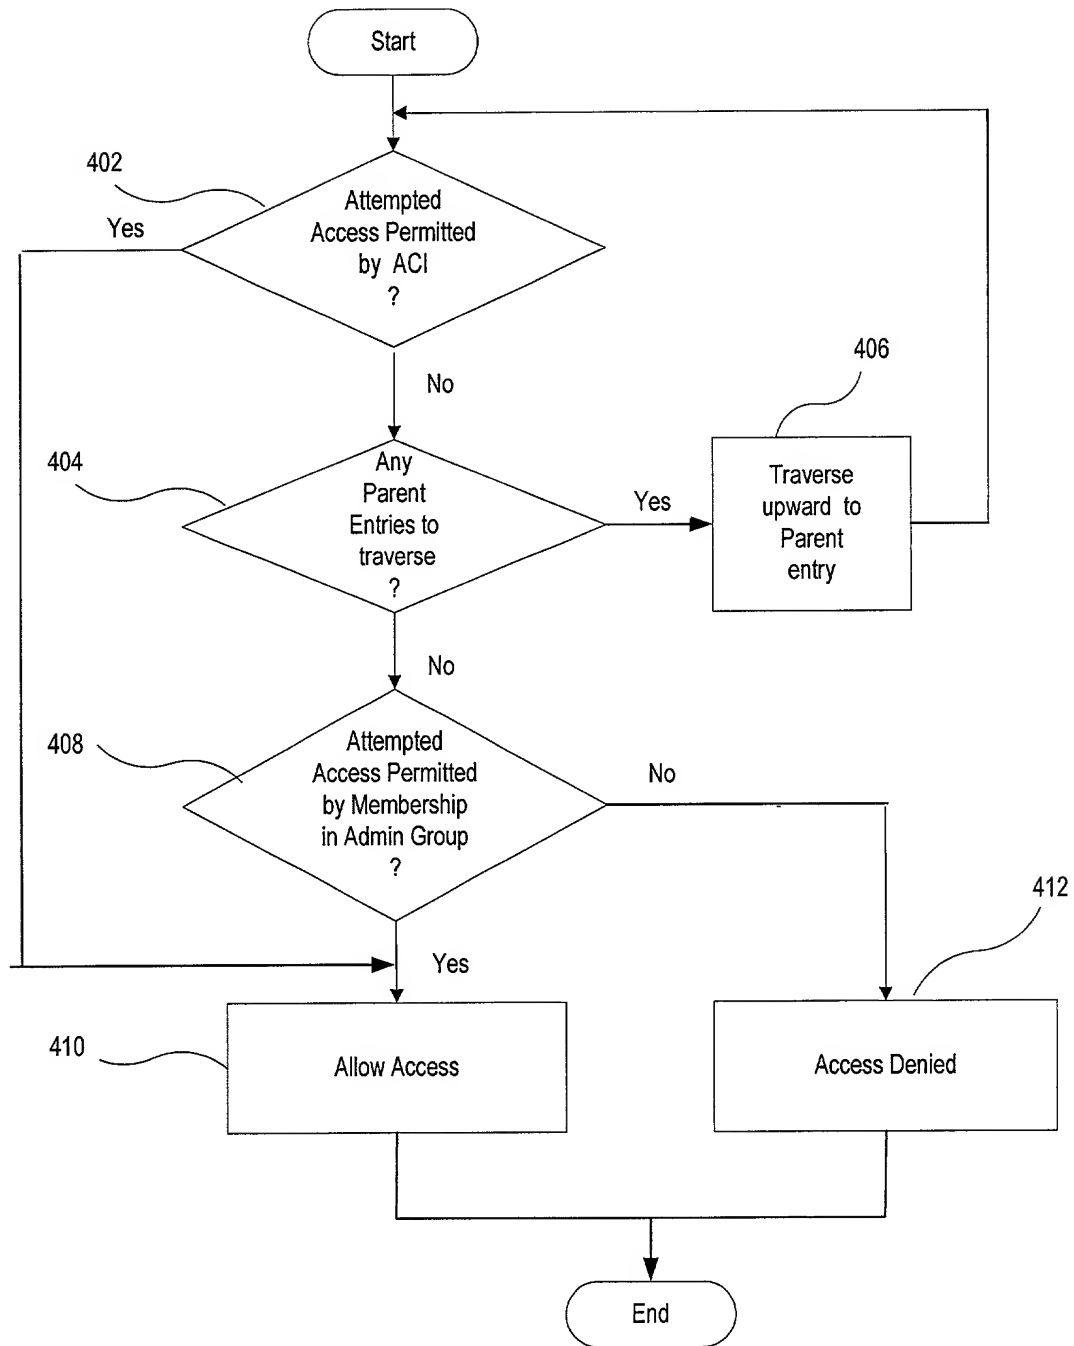 Start
402
Yes
Attempted
Access Permitted
by ACI
?
No
406
404
Any
Parent
Entries to
traverse
?
Yes
Traverse
upward to
Parent
entry
No
408
Attempted
Access Permitted
by Membership
in Admin Group
?
No
412
Yes
410
Allow Access
Access Denied
End